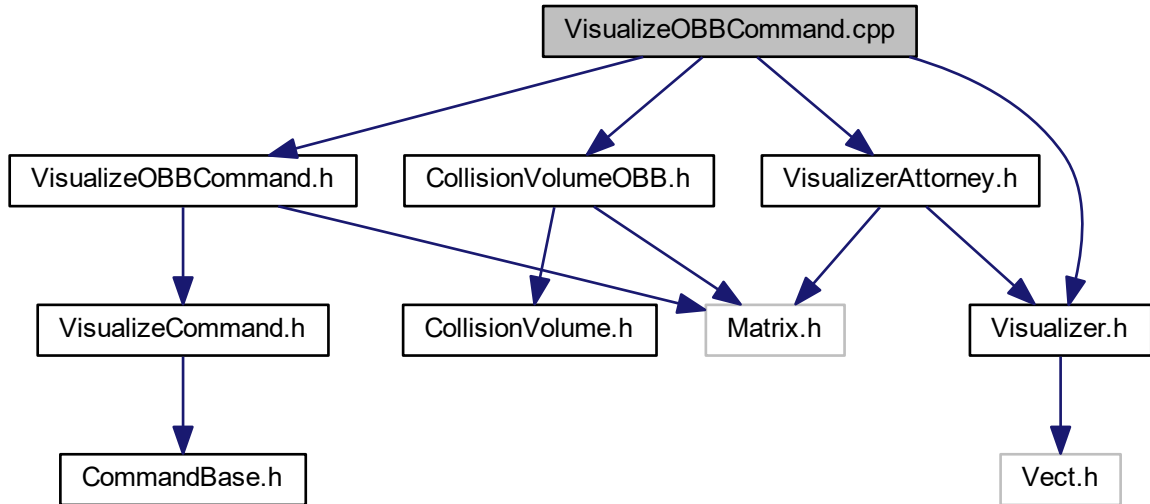 VisualizeOBBCommand.cpp
VisualizeOBBCommand.h
CollisionVolumeOBB.h
VisualizerAttorney.h
VisualizeCommand.h
CollisionVolume.h
Matrix.h
Visualizer.h
CommandBase.h
Vect.h